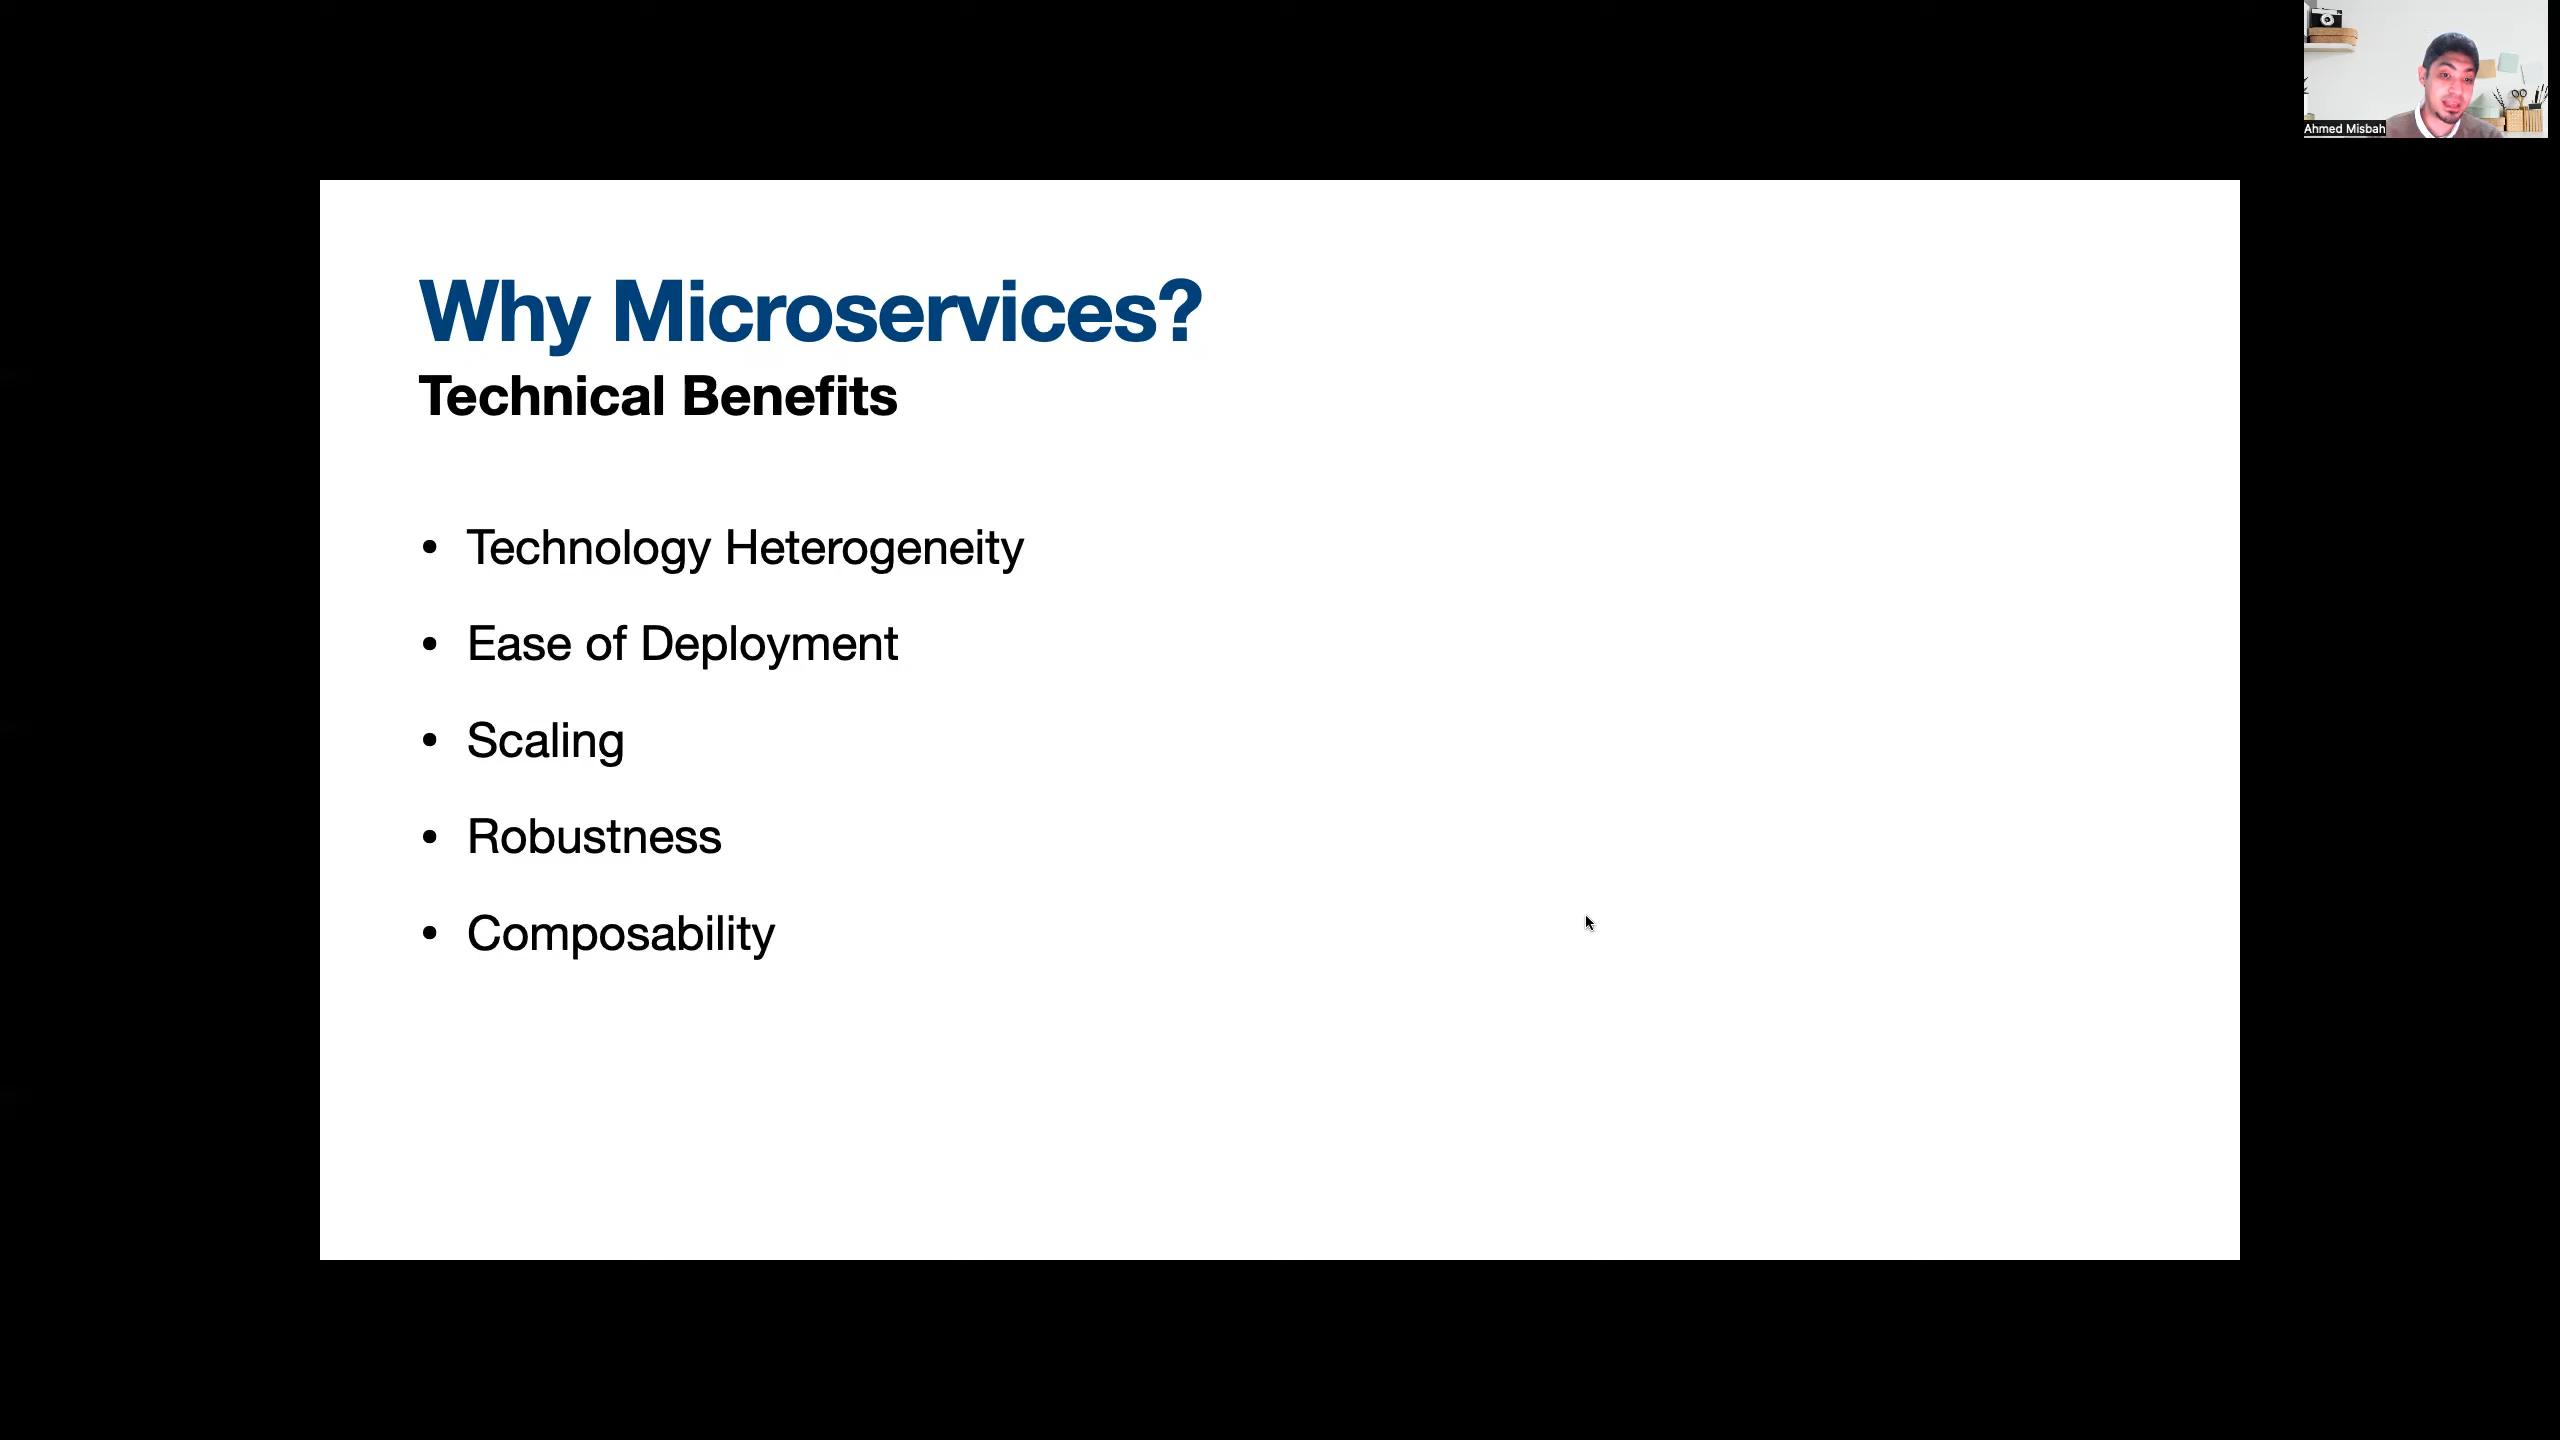 Ahmed Misbah
Why Microservices?
Technical Benefits
• Technology Heterogeneity
• Ease of Deployment
• Scaling
• Robustness
• Composability